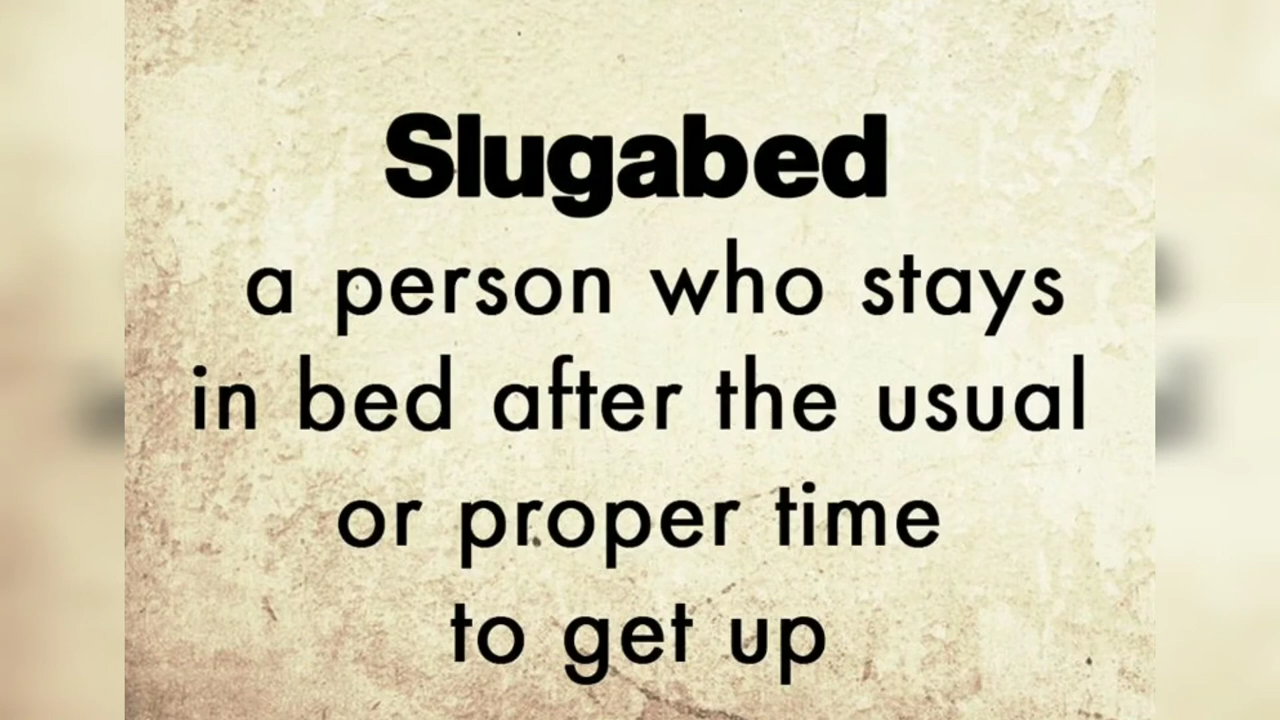 Slugabed
a person who stays
in bed after the usual
or proper time
to get up